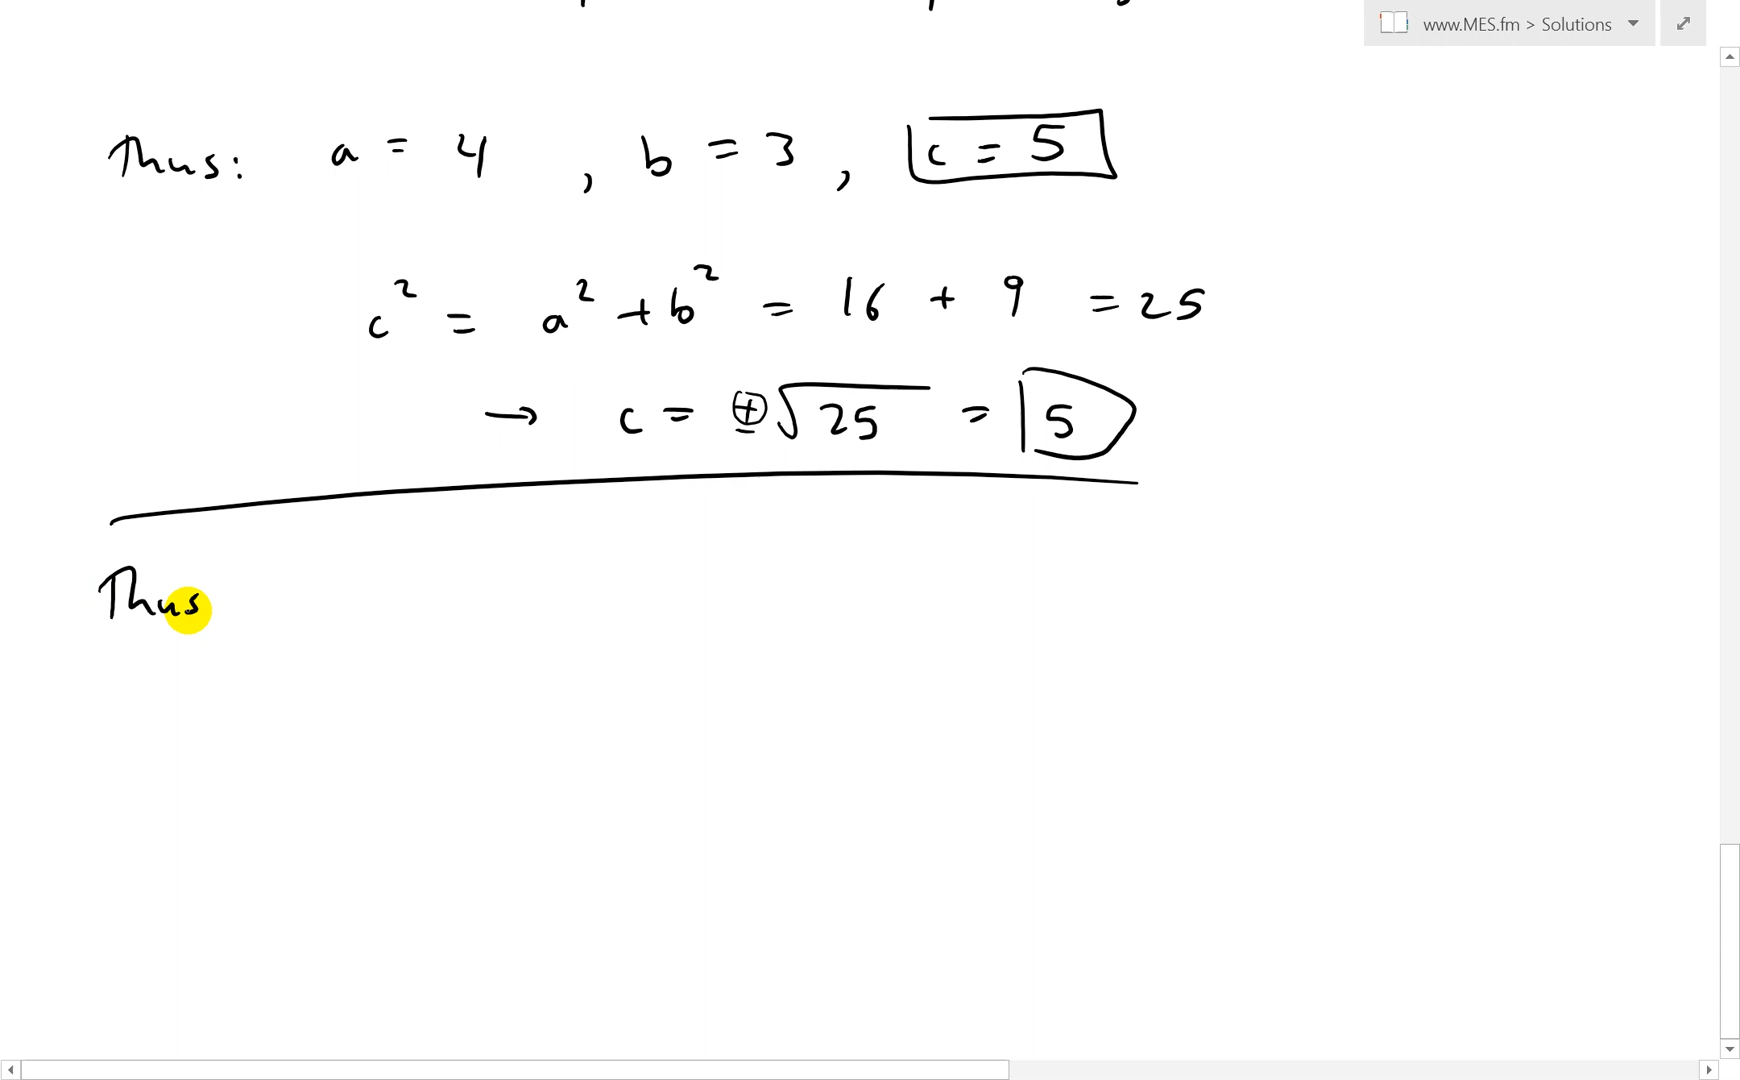 www.MES.fm > Solutions
Thus: a = 4 , b = 3 , c = 5
c² = a² + b² = 16 + 9 = 25
→ c = ±√25 = 5
Thus